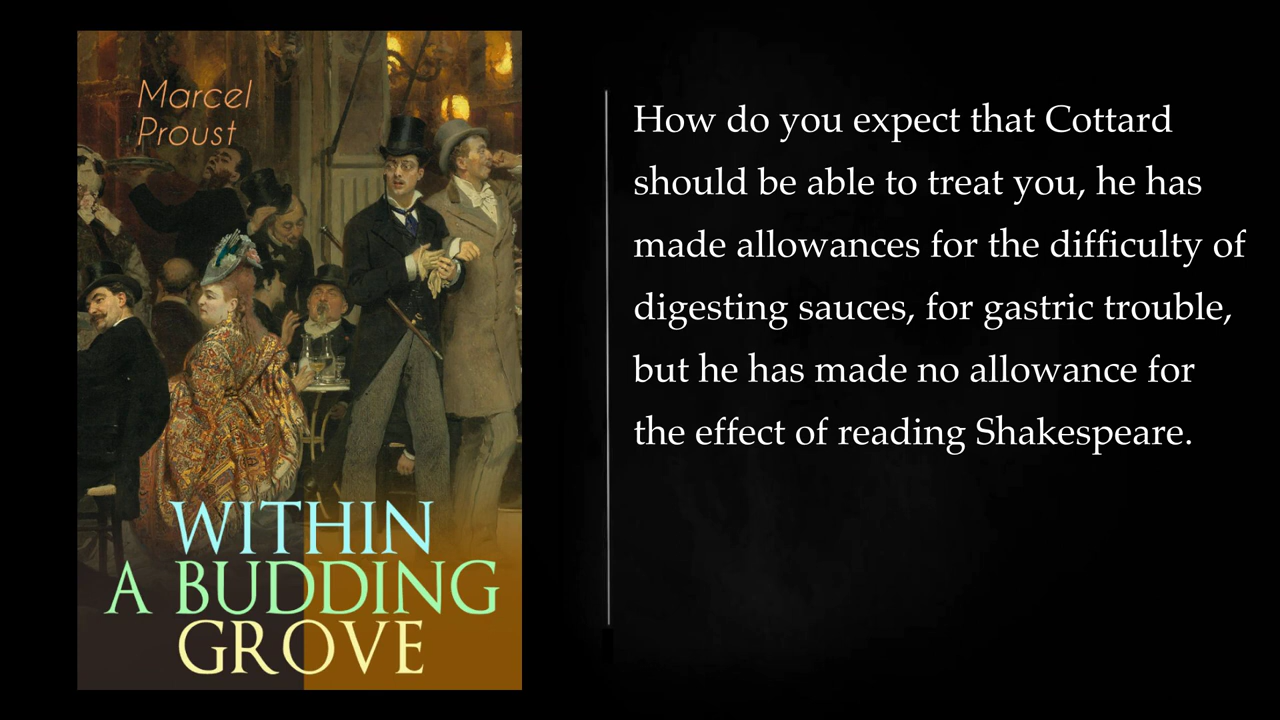 Marcel
Proust
WITHIN
A BUDDING
GROVE
How do you expect that Cottard
should be able to treat you, he has
made allowances for the difficulty of
digesting sauces, for gastric trouble,
but he has made no allowance for
the effect of reading Shakespeare.